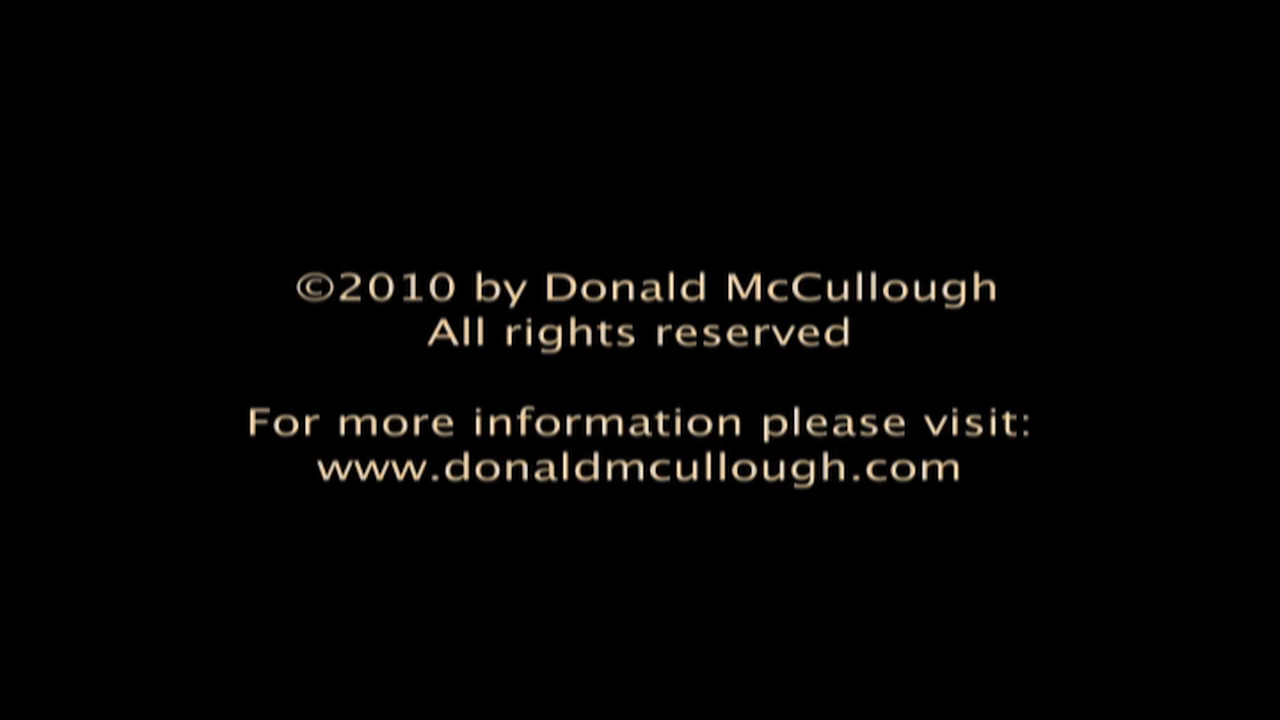 ©2010 by Donald McCullough
All rights reserved
For more information please visit:
www.donaldmcullough.com